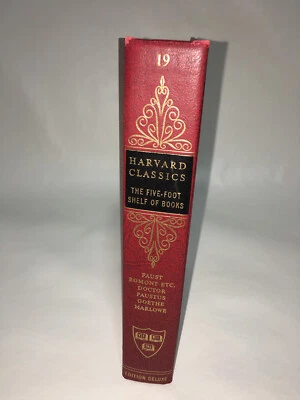 19
HARVARD
CLASSICS
THE FIVE-FOOT
SHELF OF BOOKS
FAUST
EGMONT ETC.
DOCTOR
FAUSTUS
GOETHE
MARLOWE
EDITION DELUXE